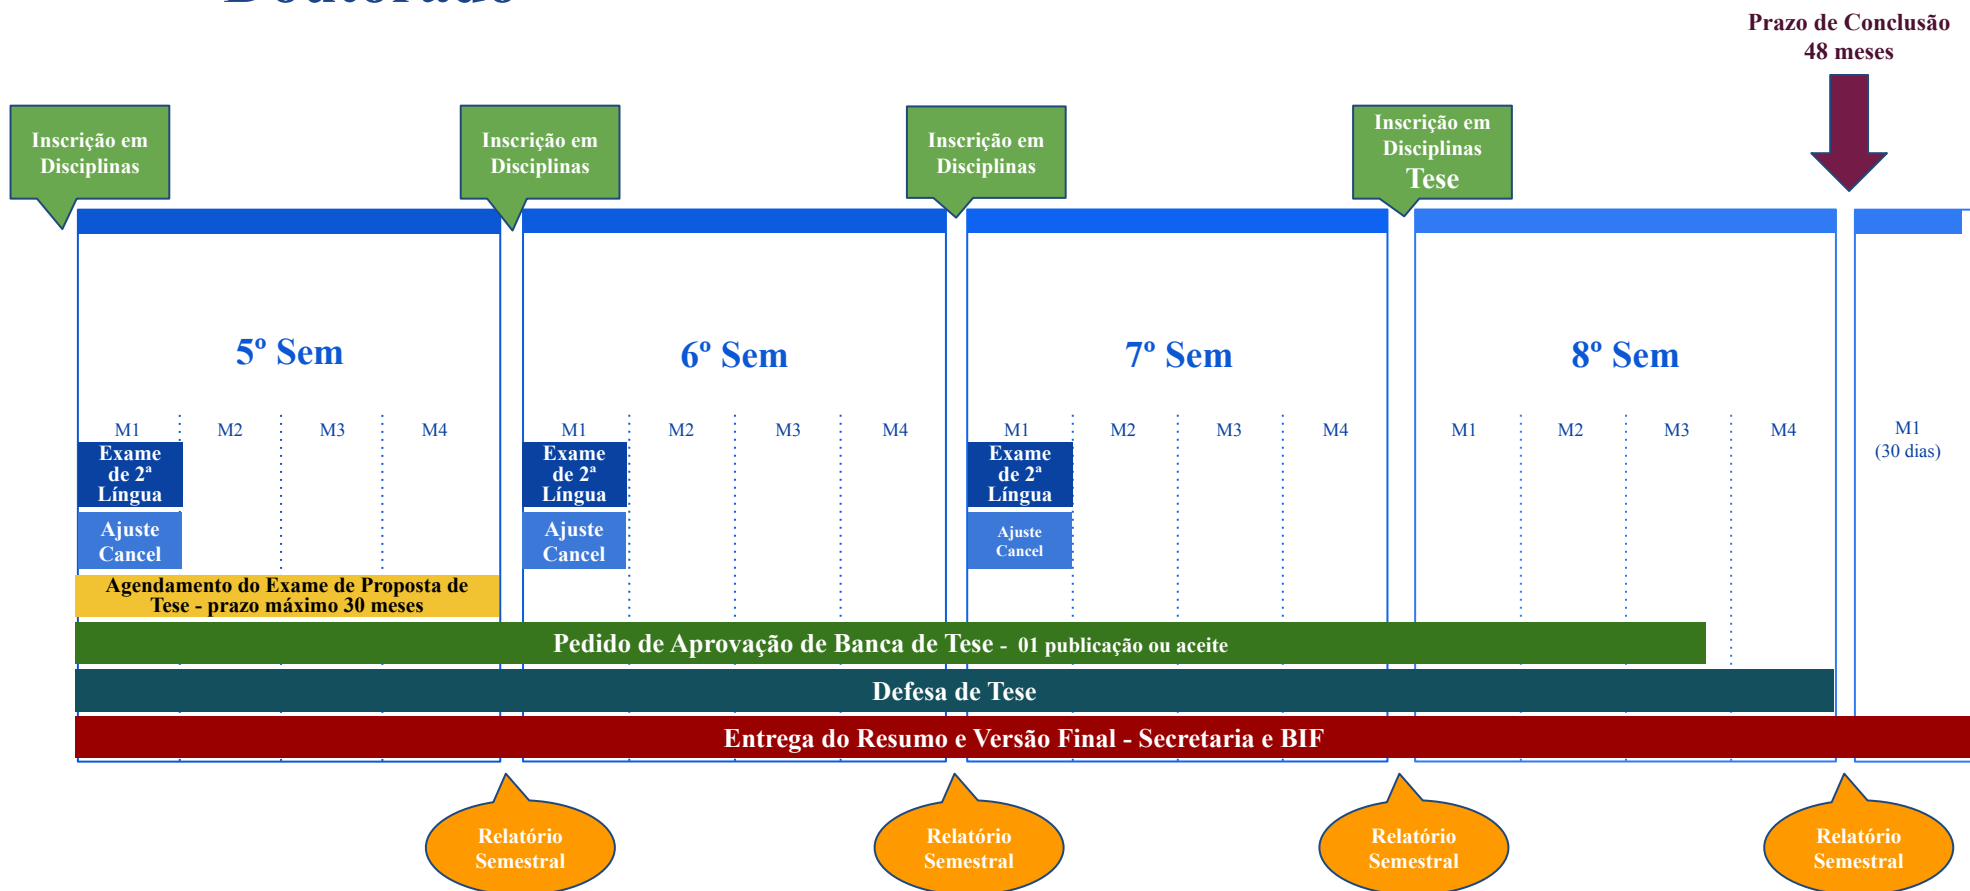 Doutorado
Prazo de Conclusão
48 meses
Inscrição em
Disciplinas
Inscrição em
Disciplinas
Inscrição em
Disciplinas
Inscrição em
Disciplinas
Tese
5º Sem
6º Sem
7º Sem
8º Sem
M1 M2 M3 M4
M1 M2 M3 M4
M1 M2 M3 M4
M1 M2 M3 M4
M1
(30 dias)
Exame
de 2ª
Língua
Exame
de 2ª
Língua
Exame
de 2ª
Língua
Ajuste
Cancel
Ajuste
Cancel
Ajuste
Cancel
Agendamento do Exame de Proposta de
Tese - prazo máximo 30 meses
Pedido de Aprovação de Banca de Tese - 01 publicação ou aceite
Defesa de Tese
Entrega do Resumo e Versão Final - Secretaria e BIF
Relatório
Semestral
Relatório
Semestral
Relatório
Semestral
Relatório
Semestral